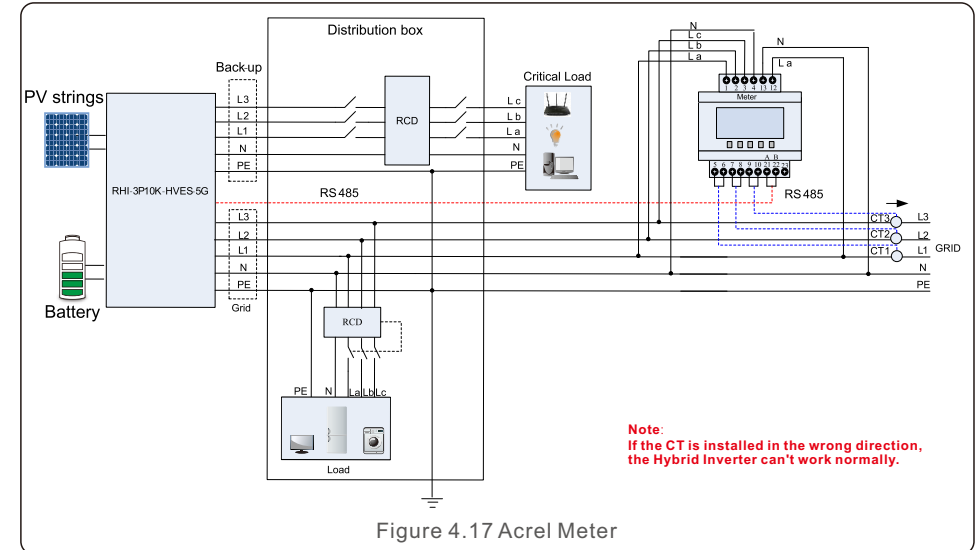 Distribution box
N
L c
L b
L a
N
L a
1 2 3 4 13 12
Meter
Back-up
PV strings
L3
L2
L1
N
PE
RCD
Critical Load
L c
L b
L a
N
PE
A B
5 6 7 8 9 10 21 22 23
RHI-3P10K-HVES-5G
RS485
RS485
L3
L2
L1
N
PE
Grid
CT3
CT2
CT1
L3
L2
L1
N
PE
GRID
Battery
RCD
PE N La Lb Lc
Load
Note:
If the CT is installed in the wrong direction,
the Hybrid Inverter can't work normally.
Figure 4.17 Acrel Meter